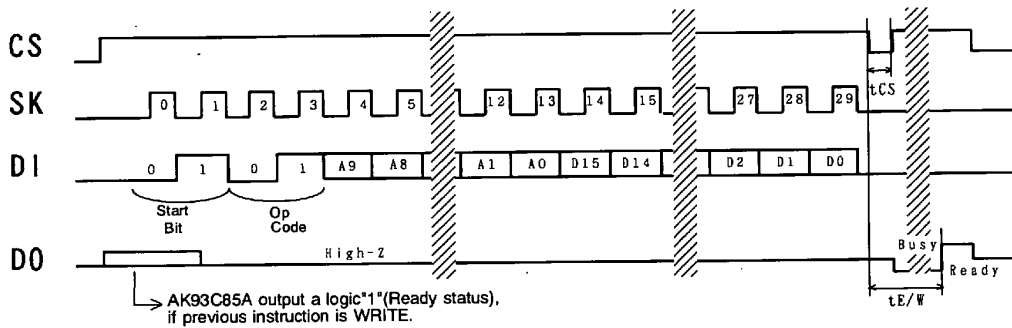 CS
tCS
SK
0 1 2 3 4 5 12 13 14 15 27 28 29
DI
0 1 0 1 A9 A8 A1 A0 D15 D14 D2 D1 D0
Start Bit
Op Code
DO
High-Z
Busy
Ready
tE/W
AK93C85A output a logic"1"(Ready status),
if previous instruction is WRITE.